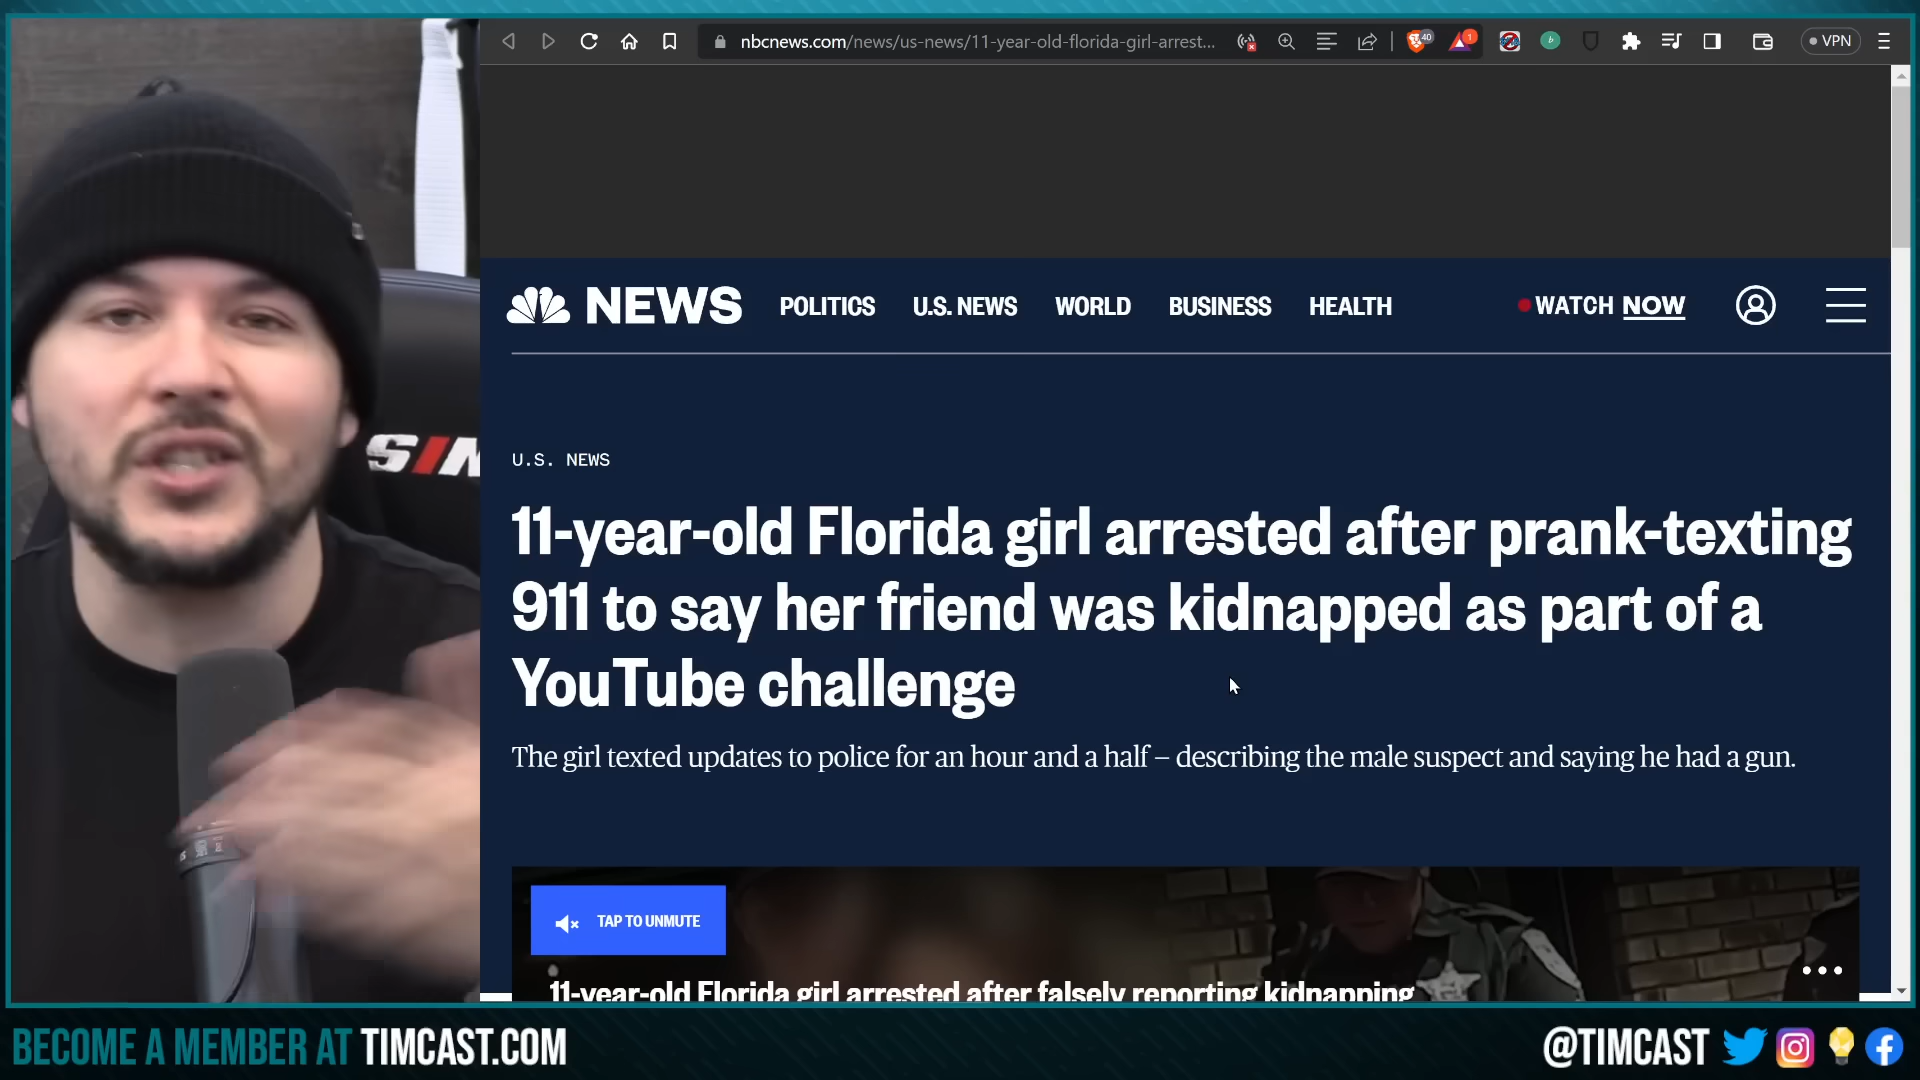 nbcnews.com/news/us-news/11-year-old-florida-girl-arrest...
40
1
b
VPN
NEWS
POLITICS
U.S. NEWS
WORLD
BUSINESS
HEALTH
WATCH NOW
SIM
U.S. NEWS
11-year-old Florida girl arrested after prank-texting
911 to say her friend was kidnapped as part of a
YouTube challenge
The girl texted updates to police for an hour and a half – describing the male suspect and saying he had a gun.
TAP TO UNMUTE
11-year-old Florida girl arrested after falsely reporting kidnapping
BECOME A MEMBER AT TIMCAST.COM
@TIMCAST